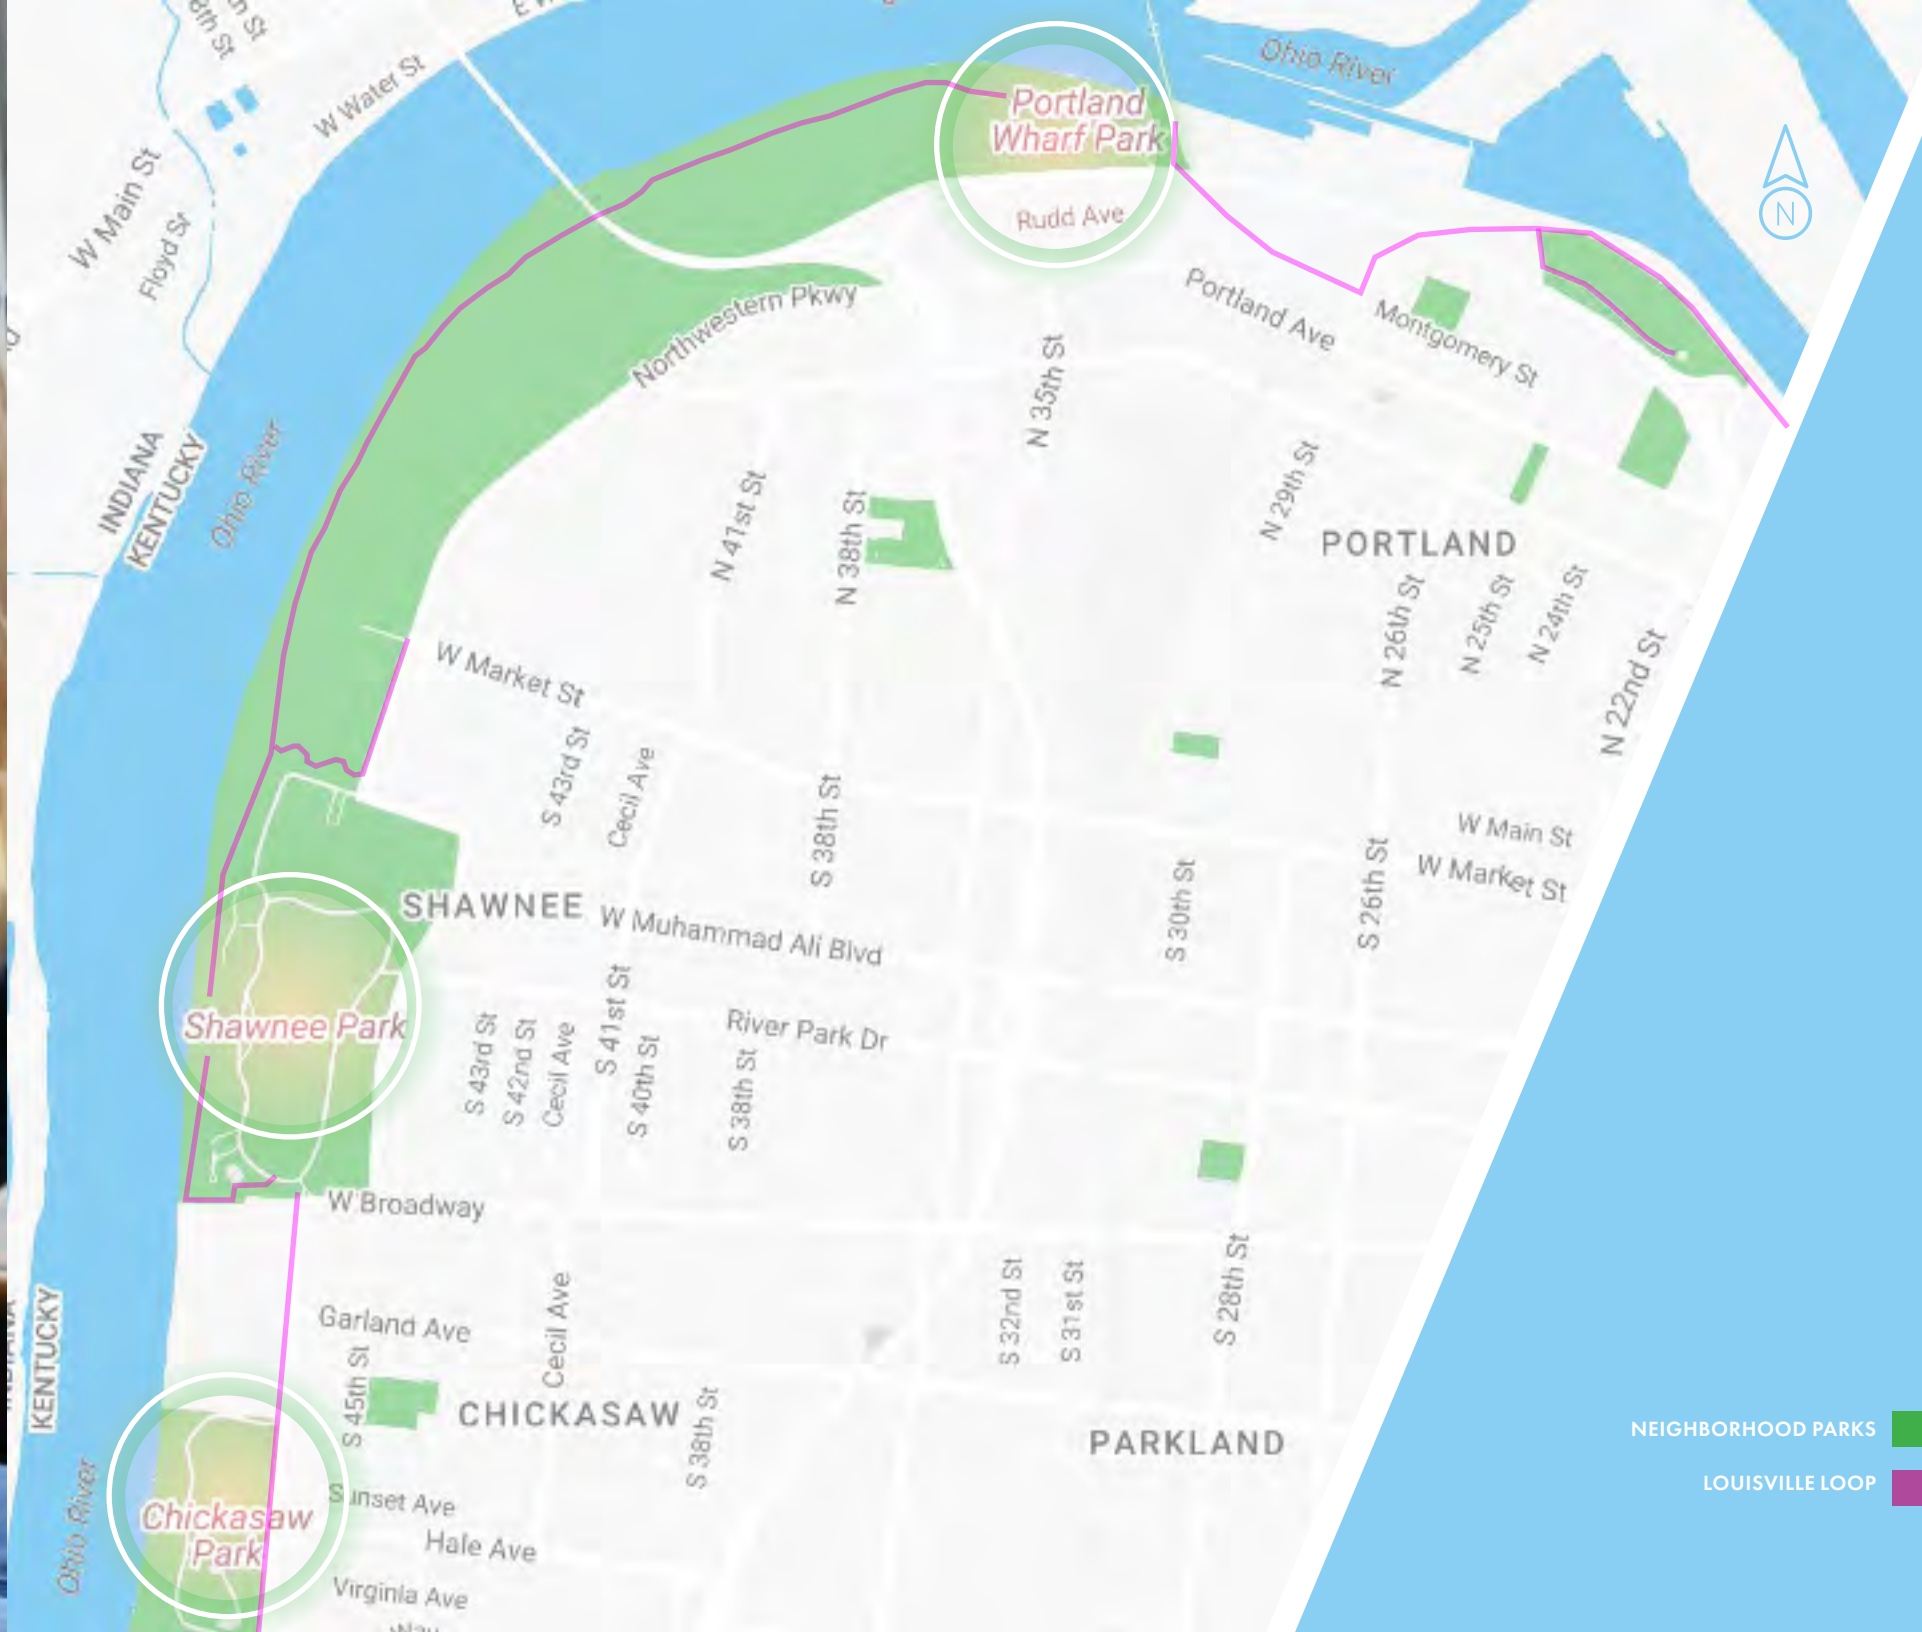 W Water St
W Main St
Floyd St
Ohio River
Portland
Wharf Park
Rudd Ave
N
Portland Ave
Montgomery St
Northwestern Pkwy
N 35th St
INDIANA
KENTUCKY
Ohio River
N 41st St
N 38th St
N 29th St
PORTLAND
N 26th St
N 25th St
N 24th St
N 22nd St
W Market St
S 43rd St
Cecil Ave
S 38th St
W Main St
W Market St
S 30th St
S 26th St
SHAWNEE
W Muhammad Ali Blvd
Shawnee Park
S 43rd St
S 42nd St
Cecil Ave
S 41st St
S 40th St
River Park Dr
S 38th St
W Broadway
Garland Ave
Cecil Ave
S 32nd St
S 31st St
S 28th St
KENTUCKY
S 45th St
CHICKASAW
S 38th St
PARKLAND
Ohio River
Chickasaw
Park
Sunset Ave
Hale Ave
Virginia Ave
NEIGHBORHOOD PARKS
LOUISVILLE LOOP